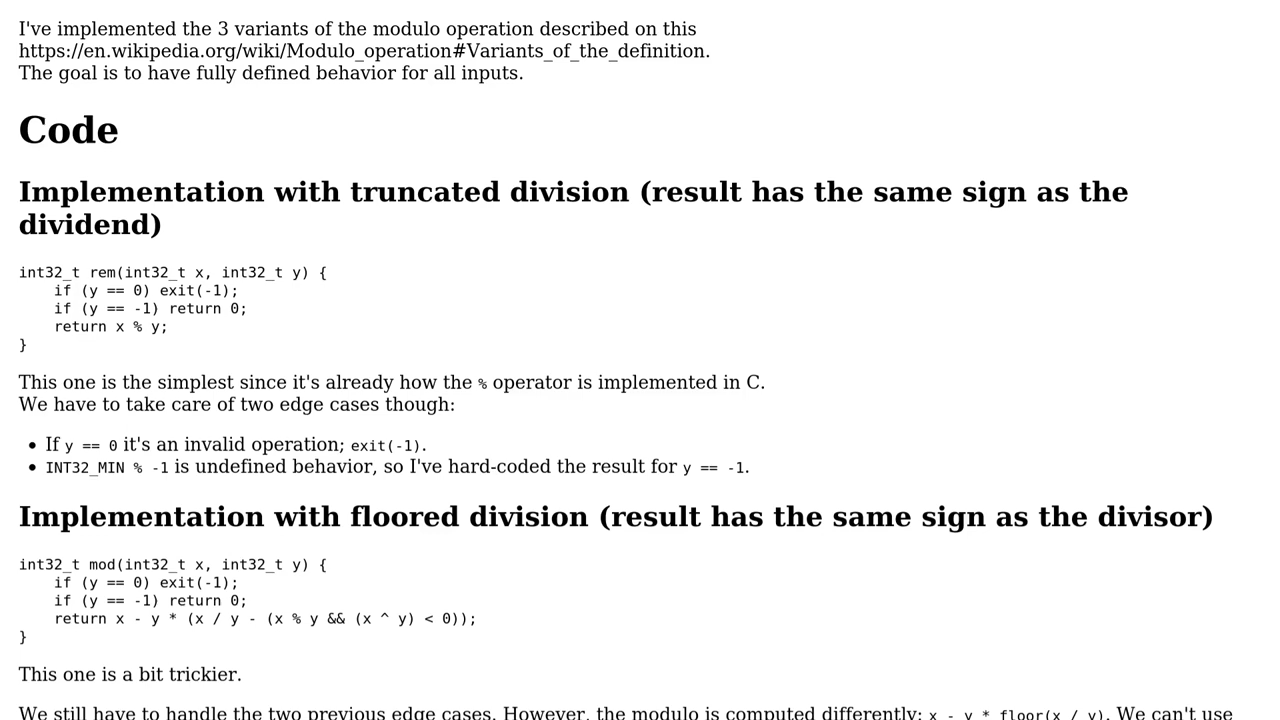 I've implemented the 3 variants of the modulo operation described on this
https://en.wikipedia.org/wiki/Modulo_operation#Variants_of_the_definition.
The goal is to have fully defined behavior for all inputs.
Code
Implementation with truncated division (result has the same sign as the
dividend)
int32_t rem(int32_t x, int32_t y) {
    if (y == 0) exit(-1);
    if (y == -1) return 0;
    return x % y;
}
This one is the simplest since it's already how the % operator is implemented in C.
We have to take care of two edge cases though:
• If y == 0 it's an invalid operation; exit(-1).
• INT32_MIN % -1 is undefined behavior, so I've hard-coded the result for y == -1.
Implementation with floored division (result has the same sign as the divisor)
int32_t mod(int32_t x, int32_t y) {
    if (y == 0) exit(-1);
    if (y == -1) return 0;
    return x - y * (x / y - (x % y && (x ^ y) < 0));
}
This one is a bit trickier.
We still have to handle the two previous edge cases. However, the modulo is computed differently: x - y * floor(x / y). We can't use